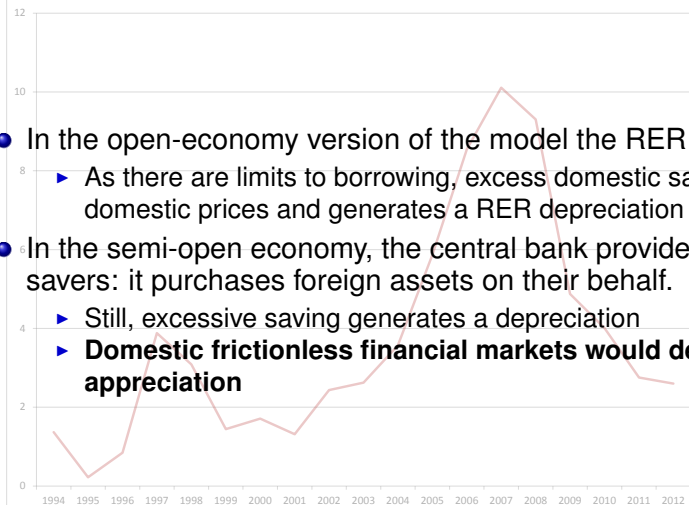 12
10
In the open-economy version of the model the RER
8
As there are limits to borrowing, excess domestic
domestic prices and generates a RER depreciation
6
In the semi-open economy, the central bank
savers: it purchases foreign assets on their behalf.
4
Still, excessive saving generates a depreciation
Domestic frictionless financial markets would
appreciation
2
0
1994 1995 1996 1997 1998 1999 2000 2001 2002 2003 2004 2005 2006 2007 2008 2009 2010 2011 2012